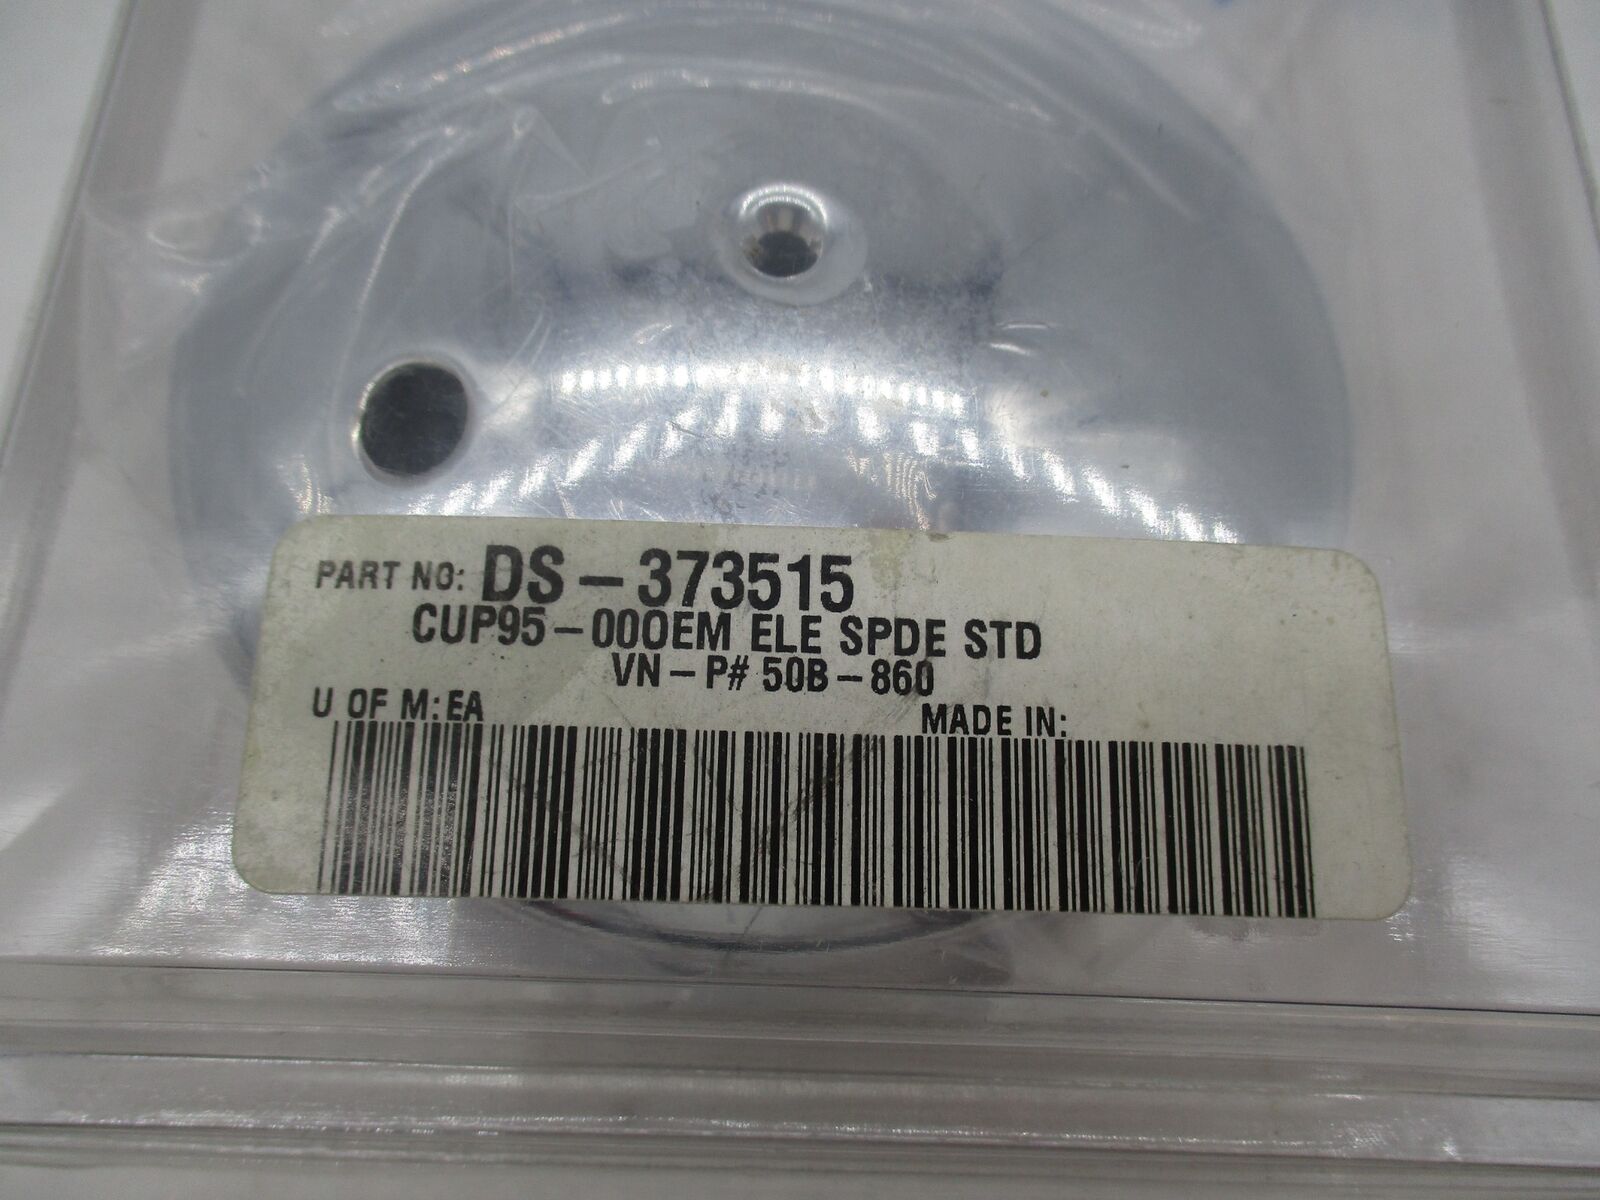 PART NO: DS-373515
CUP95-000EM ELE SPDE STD
VN-P# 50B-860
U OF M: EA MADE IN: